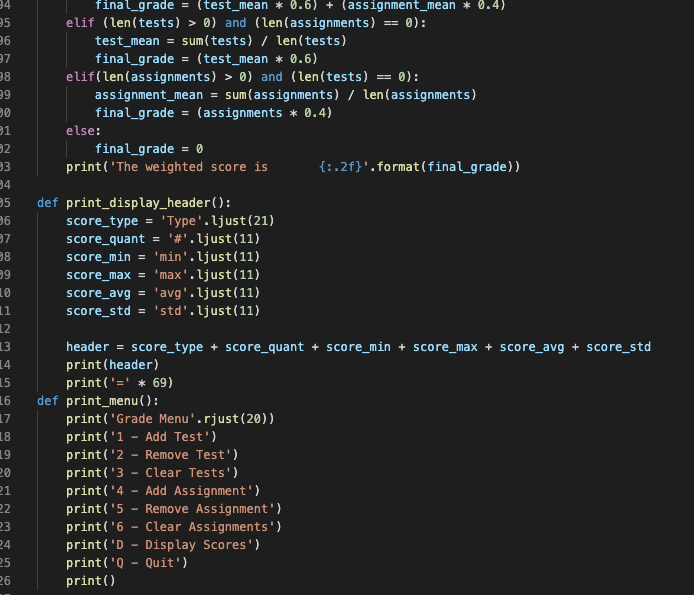 94 final_grade = (test_mean * 0.6) + (assignment_mean * 0.4)
95 elif (len(tests) > 0) and (len(assignments) == 0):
96 test_mean = sum(tests) / len(tests)
97 final_grade = (test_mean * 0.6)
98 elif(len(assignments) > 0) and (len(tests) == 0):
99 assignment_mean = sum(assignments) / len(assignments)
00 final_grade = (assignments * 0.4)
01 else:
02 final_grade = 0
03 print('The weighted score is       {:.2f}'.format(final_grade))
04
05 def print_display_header():
06 score_type = 'Type'.ljust(21)
07 score_quant = '#'.ljust(11)
08 score_min = 'min'.ljust(11)
09 score_max = 'max'.ljust(11)
10 score_avg = 'avg'.ljust(11)
11 score_std = 'std'.ljust(11)
12
13 header = score_type + score_quant + score_min + score_max + score_avg + score_std
14 print(header)
15 print('=' * 69)
16 def print_menu():
17 print('Grade Menu'.rjust(20))
18 print('1 - Add Test')
19 print('2 - Remove Test')
20 print('3 - Clear Tests')
21 print('4 - Add Assignment')
22 print('5 - Remove Assignment')
23 print('6 - Clear Assignments')
24 print('D - Display Scores')
25 print('Q - Quit')
26 print()